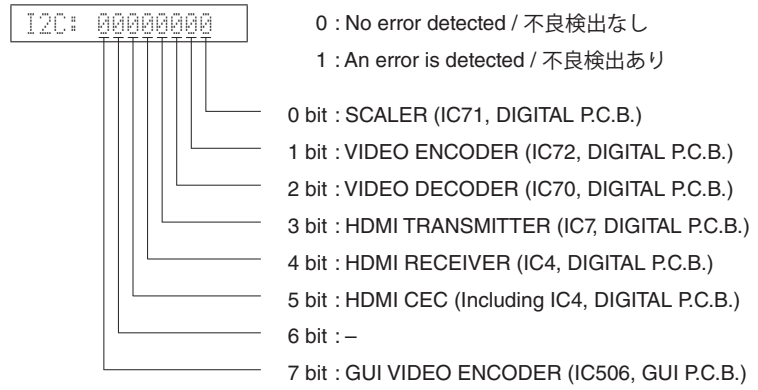 I2C: 00000000
0 : No error detected / 不良検出なし
1 : An error is detected / 不良検出あり
0 bit : SCALER (IC71, DIGITAL P.C.B.)
1 bit : VIDEO ENCODER (IC72, DIGITAL P.C.B.)
2 bit : VIDEO DECODER (IC70, DIGITAL P.C.B.)
3 bit : HDMI TRANSMITTER (IC7, DIGITAL P.C.B.)
4 bit : HDMI RECEIVER (IC4, DIGITAL P.C.B.)
5 bit : HDMI CEC (Including IC4, DIGITAL P.C.B.)
6 bit : –
7 bit : GUI VIDEO ENCODER (IC506, GUI P.C.B.)